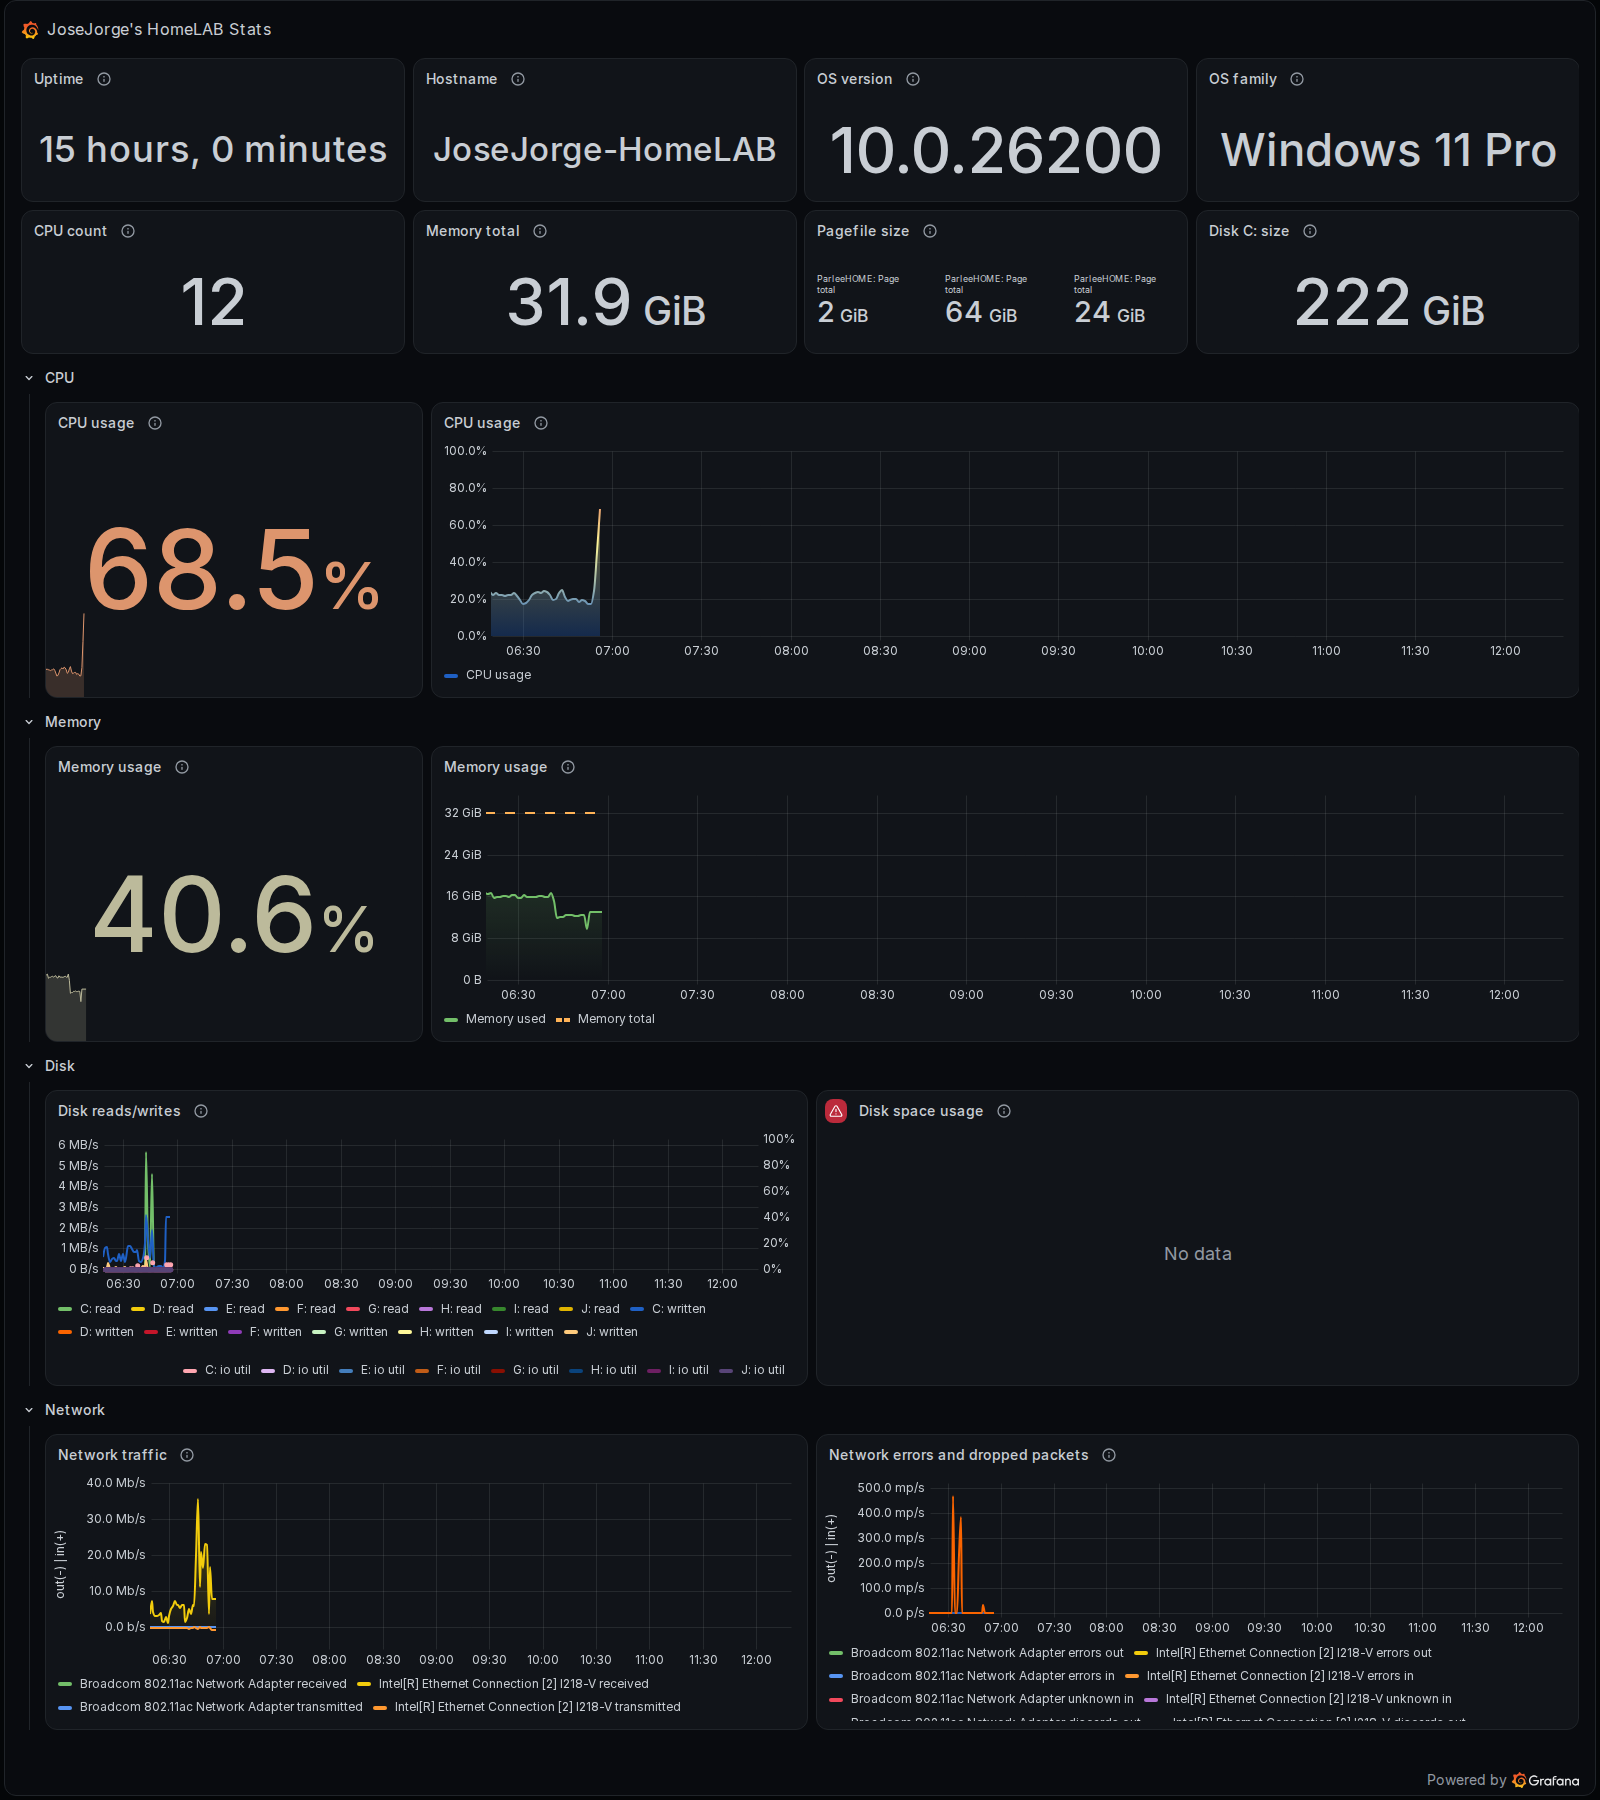 JoseJorge's HomeLAB Stats
Uptime
15 hours, 0 minutes
Hostname
JoseJorge-HomeLAB
OS version
10.0.26200
OS family
Windows 11 Pro
CPU count
12
Memory total
31.9 GiB
Pagefile size
ParleeHOME: Page total
2 GiB
ParleeHOME: Page total
64 GiB
ParleeHOME: Page total
24 GiB
Disk C: size
222 GiB
CPU
CPU usage
68.5%
CPU usage
100.0%
80.0%
60.0%
40.0%
20.0%
0.0%
06:30 07:00 07:30 08:00 08:30 09:00 09:30 10:00 10:30 11:00 11:30 12:00
CPU usage
Memory
Memory usage
40.6%
Memory usage
32 GiB
24 GiB
16 GiB
8 GiB
0 B
06:30 07:00 07:30 08:00 08:30 09:00 09:30 10:00 10:30 11:00 11:30 12:00
Memory used Memory total
Disk
Disk reads/writes
6 MB/s
5 MB/s
4 MB/s
3 MB/s
2 MB/s
1 MB/s
0 B/s
100%
80%
60%
40%
20%
0%
06:30 07:00 07:30 08:00 08:30 09:00 09:30 10:00 10:30 11:00 11:30 12:00
C: read D: read E: read F: read G: read H: read I: read J: read C: written
D: written E: written F: written G: written H: written I: written J: written
C: io util D: io util E: io util F: io util G: io util H: io util I: io util J: io util
Disk space usage
No data
Network
Network traffic
out(-) | in(+)
40.0 Mb/s
30.0 Mb/s
20.0 Mb/s
10.0 Mb/s
0.0 b/s
06:30 07:00 07:30 08:00 08:30 09:00 09:30 10:00 10:30 11:00 11:30 12:00
Broadcom 802.11ac Network Adapter received Intel[R] Ethernet Connection [2] I218-V received
Broadcom 802.11ac Network Adapter transmitted Intel[R] Ethernet Connection [2] I218-V transmitted
Network errors and dropped packets
out(-) | in(+)
500.0 mp/s
400.0 mp/s
300.0 mp/s
200.0 mp/s
100.0 mp/s
0.0 p/s
06:30 07:00 07:30 08:00 08:30 09:00 09:30 10:00 10:30 11:00 11:30 12:00
Broadcom 802.11ac Network Adapter errors out Intel[R] Ethernet Connection [2] I218-V errors out
Broadcom 802.11ac Network Adapter errors in Intel[R] Ethernet Connection [2] I218-V errors in
Broadcom 802.11ac Network Adapter unknown in Intel[R] Ethernet Connection [2] I218-V unknown in
Broadcom 802.11ac Network Adapter discards out Intel[R] Ethernet Connection [2] I218-V discards out
Powered by Grafana